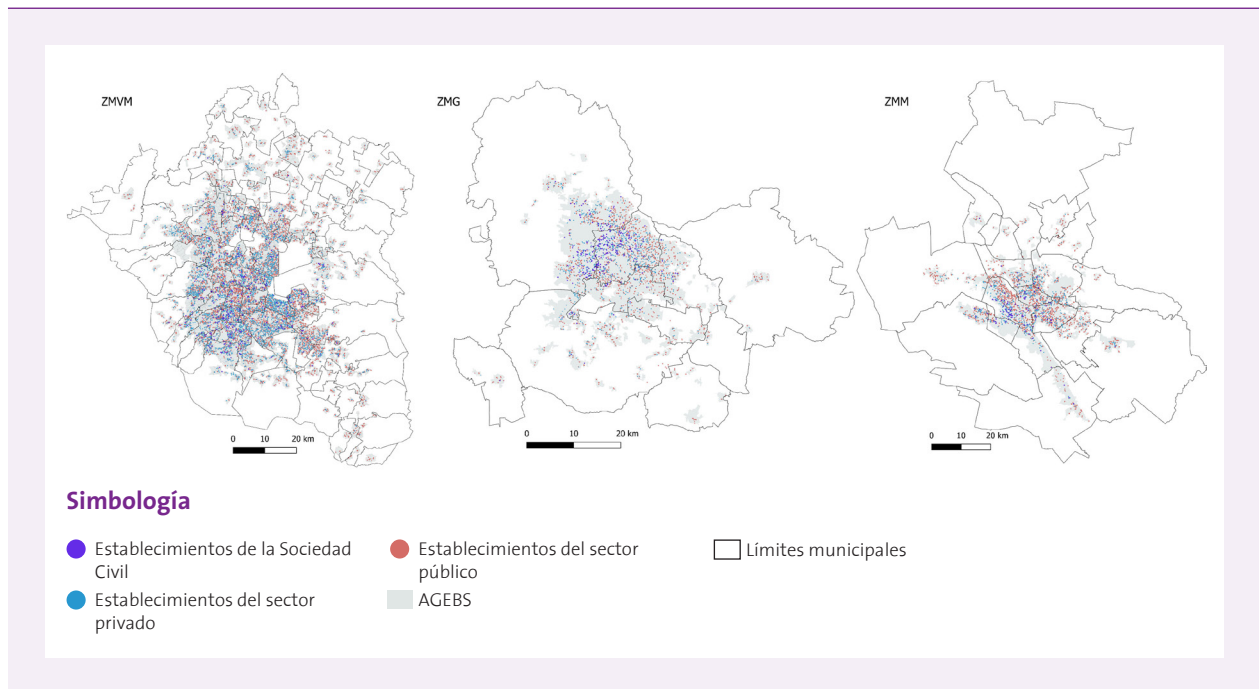 ZMVM
ZMG
ZMM
0 10 20 km
0 10 20 km
0 10 20 km
Simbología
Establecimientos de la Sociedad
Civil
Establecimientos del sector
privado
Establecimientos del sector
público
AGEBS
Límites municipales